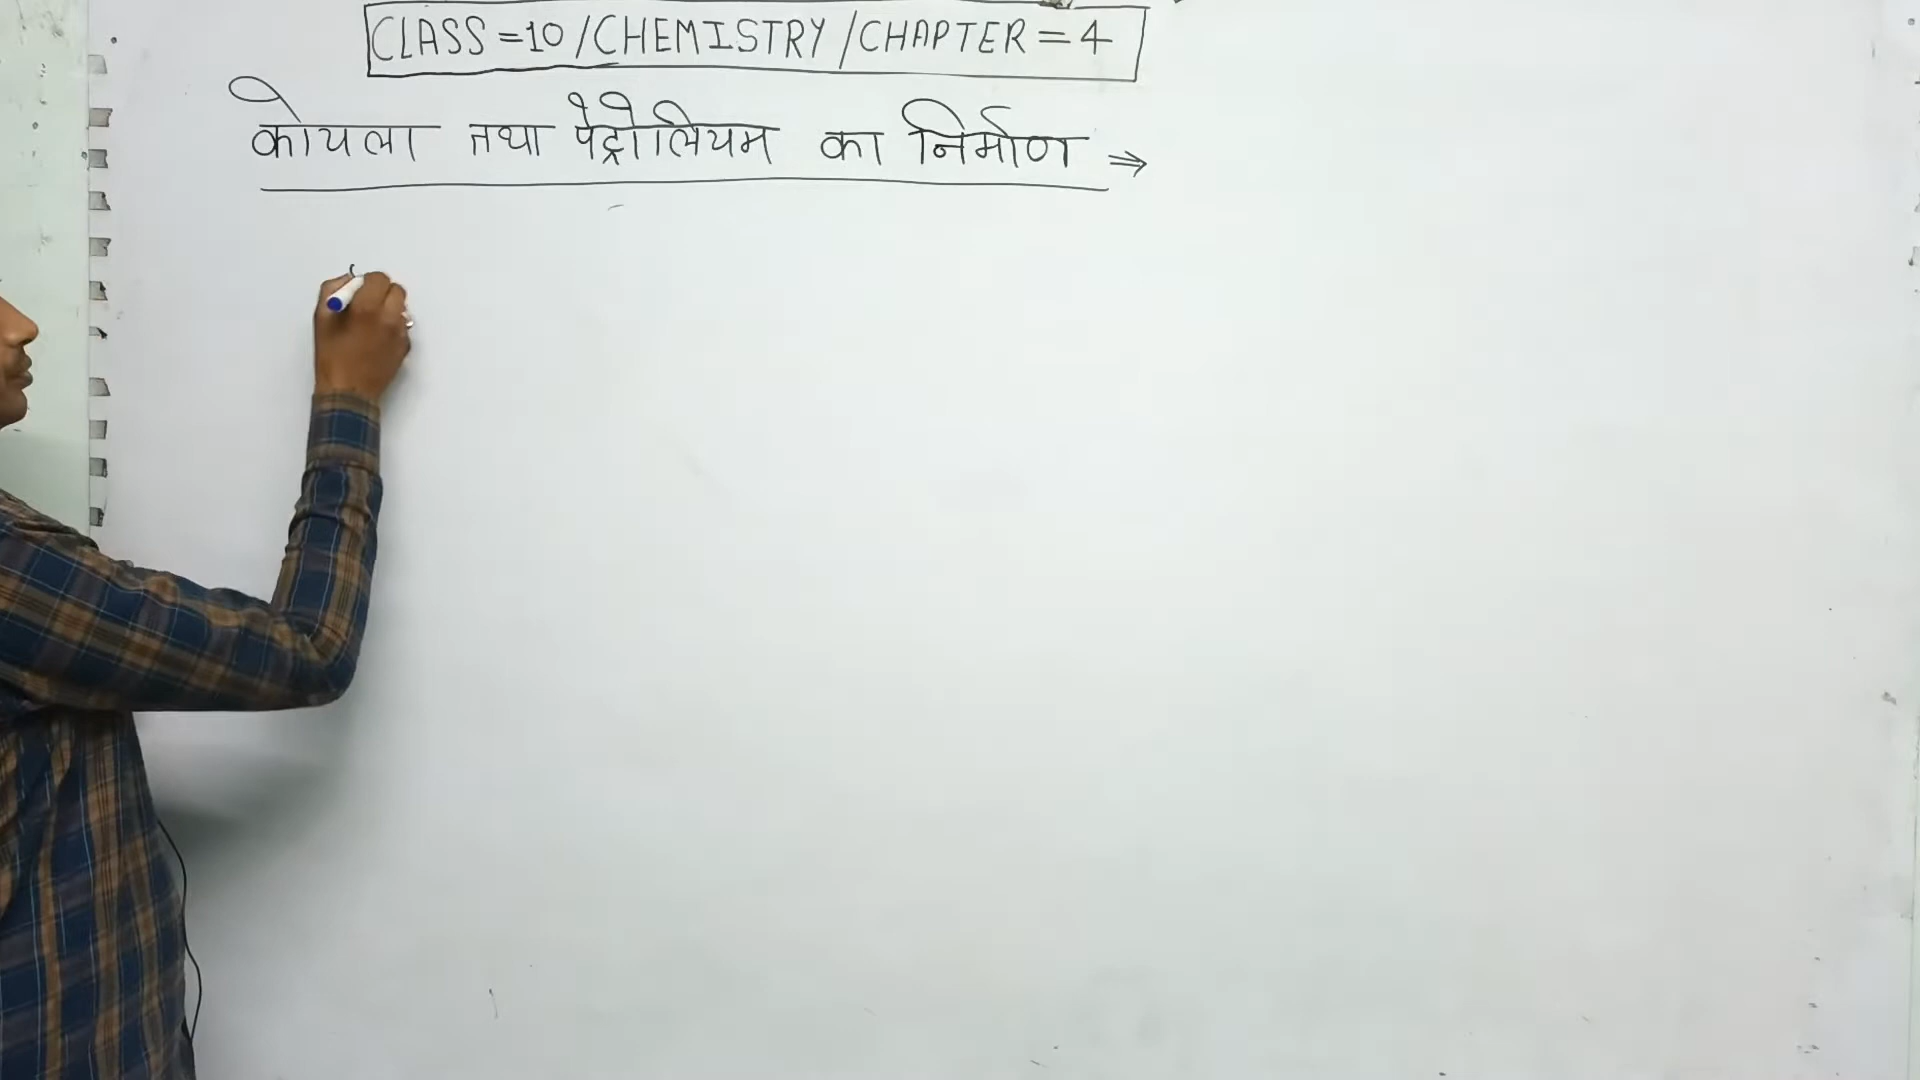 CLASS=10/CHEMISTRY/CHAPTER=4
कोयला तथा पेट्रोलियम का निर्माण ⇒